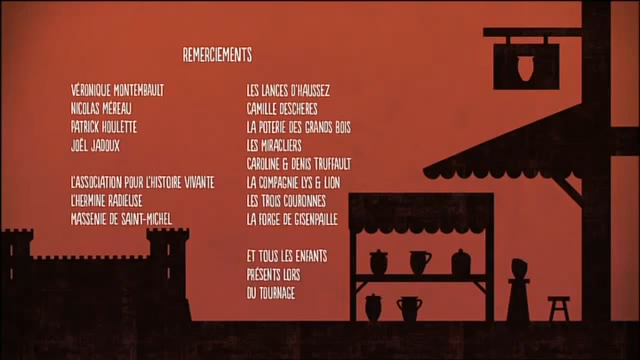 REMERCIEMENTS
VÉRONIQUE MONTEMBAULT
NICOLAS MÉREAU
PATRICK HOULETTE
JOËL JADOUX
L'ASSOCIATION POUR L'HISTOIRE VIVANTE
L'HERMINE RADIEUSE
MASSENIE DE SAINT-MICHEL
LES LANCES D'HAUSSEZ
CAMILLE DESCHERES
LA POTERIE DES GRANDS BOIS
LES MIRACLIERS
CAROLINE & DENIS TRUFFAULT
LA COMPAGNIE LYS & LION
LES TROIS COURONNES
LA FORGE DE GISENPAILLE
ET TOUS LES ENFANTS
PRÉSENTS LORS
DU TOURNAGE